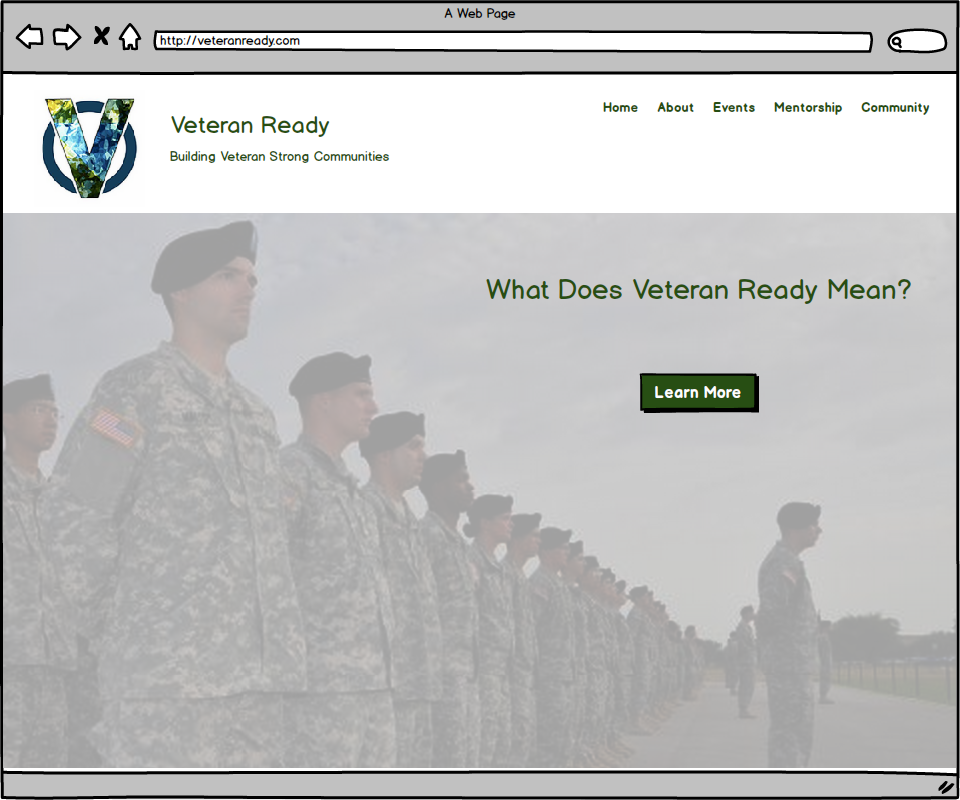 A Web Page
http://veteranready.com
Home About Events Mentorship Community
V
Veteran Ready
Building Veteran Strong Communities
What Does Veteran Ready Mean?
Learn More